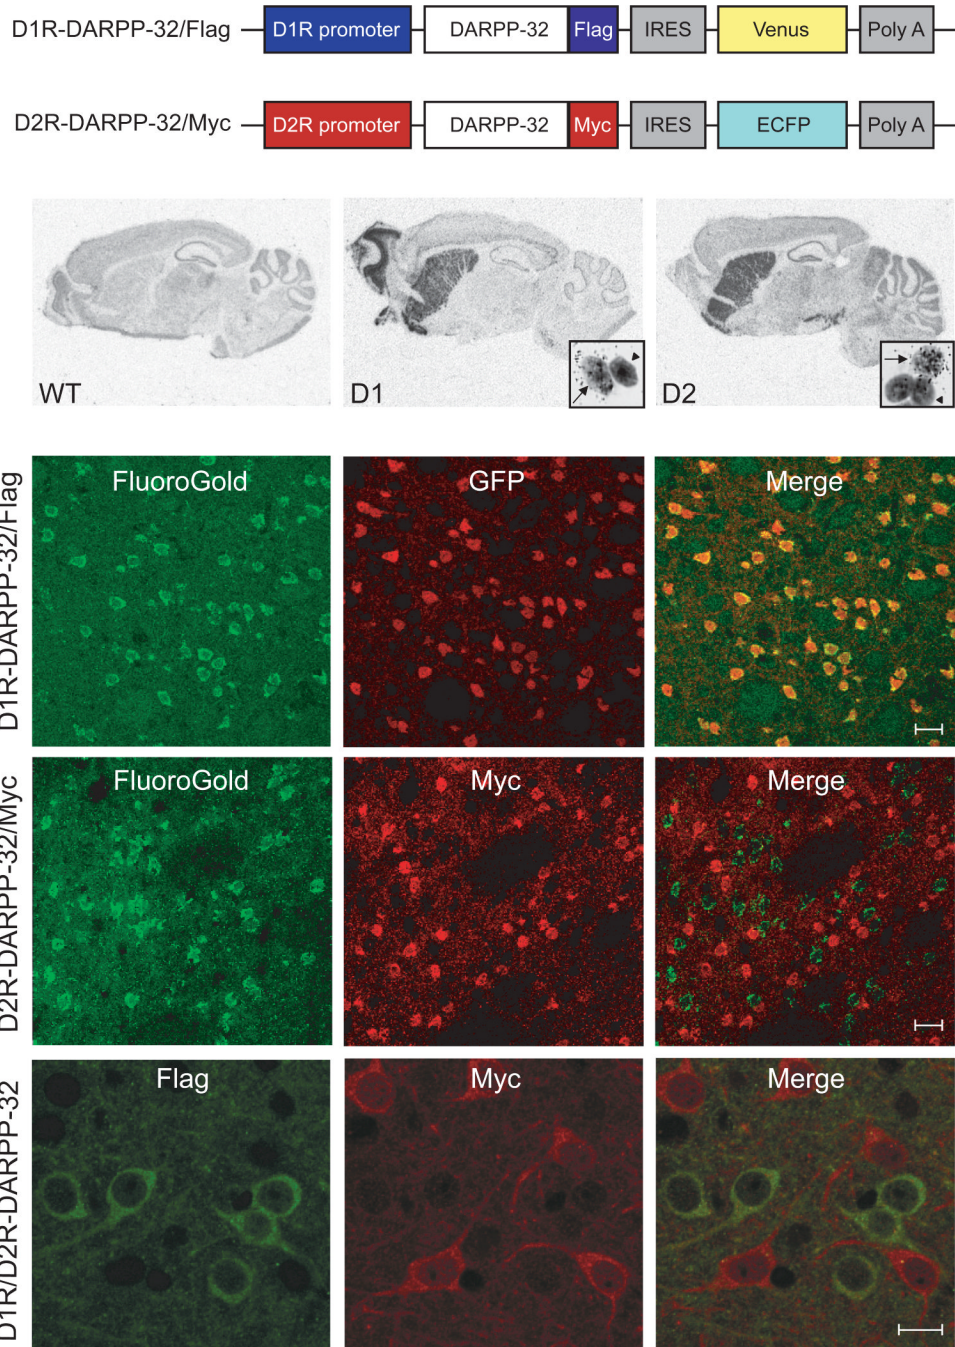 D1R-DARPP-32/Flag D1R promoter DARPP-32 Flag IRES Venus Poly A
D2R-DARPP-32/Myc D2R promoter DARPP-32 Myc IRES ECFP Poly A
WT D1 D2
D1R-DARPP-32/Flag
FluoroGold GFP Merge
D2R-DARPP-32/Myc
FluoroGold Myc Merge
D1R/D2R-DARPP-32
Flag Myc Merge